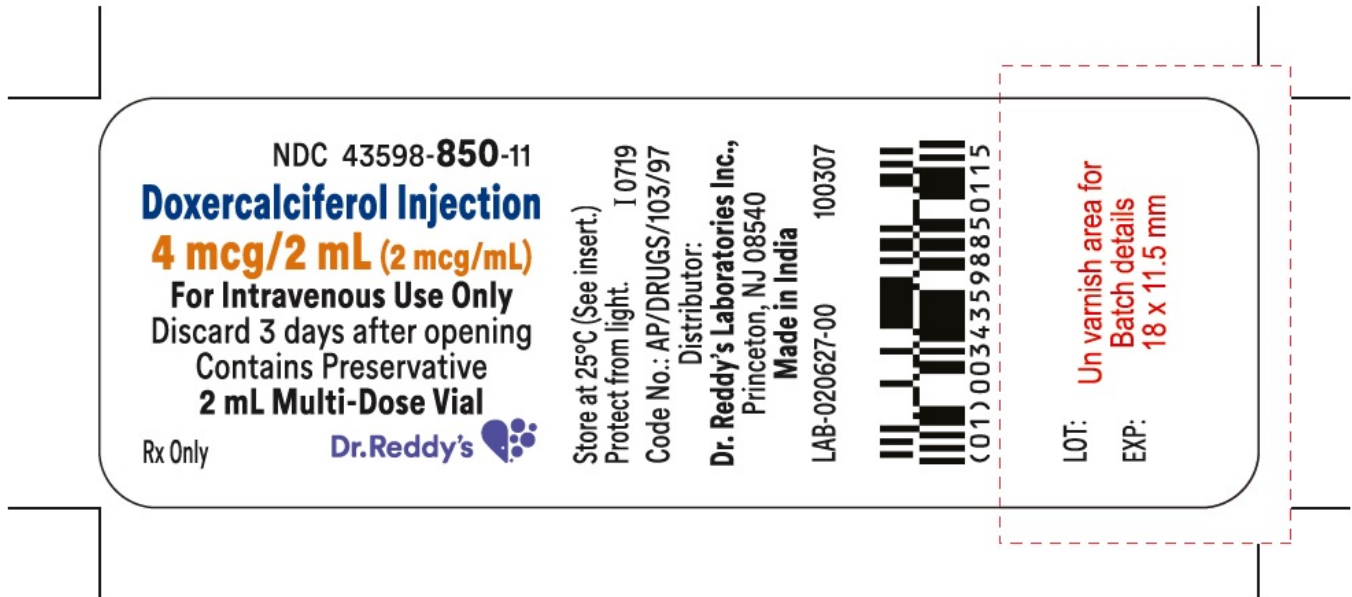 NDC 43598-850-11
Doxercalciferol Injection
4 mcg/2 mL (2 mcg/mL)
For Intravenous Use Only
Discard 3 days after opening
Contains Preservative
2 mL Multi-Dose Vial
Rx Only
Dr.Reddy's
Store at 25°C (See insert.)
Protect from light. I 0719
Code No.: AP/DRUGS/103/97
Distributor:
Dr. Reddy's Laboratories Inc.,
Princeton, NJ 08540
Made in India
LAB-020627-00 100307
(01)00343598850115
Un varnish area for
Batch details
18 x 11.5 mm
LOT:
EXP: